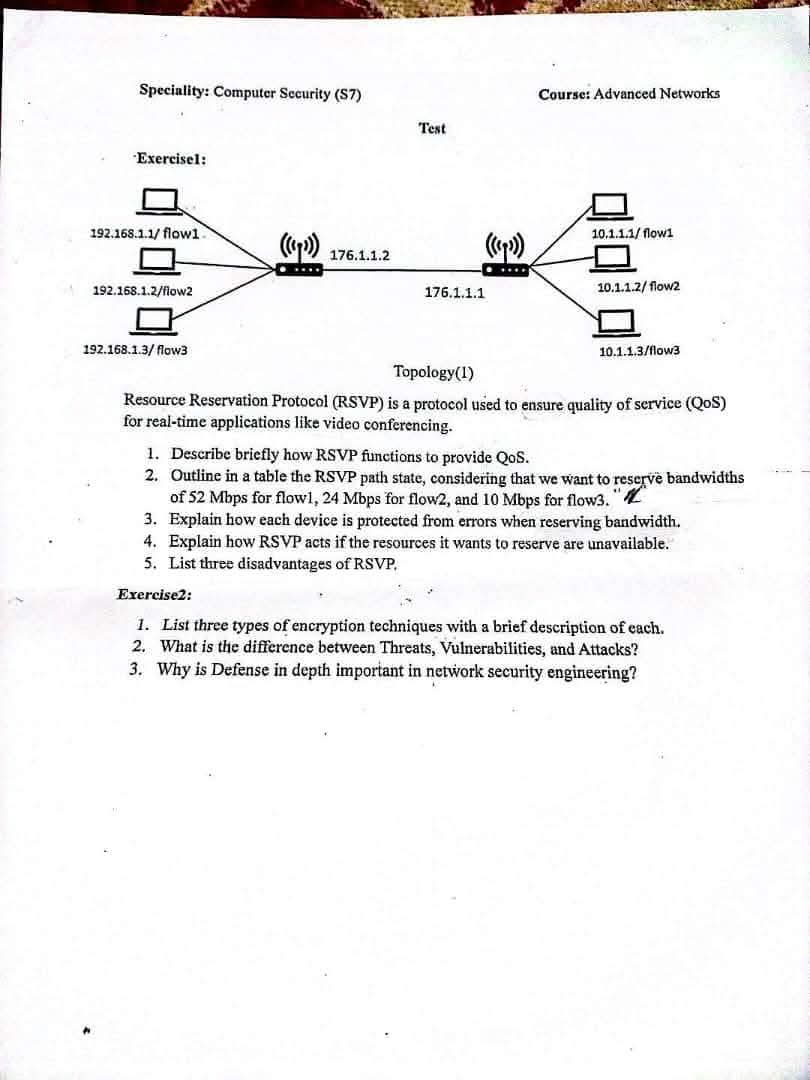 Speciality: Computer Security (S7) Course: Advanced Networks
Test
Exercise1:
192.168.1.1/ flow1 10.1.1.1/ flow1
176.1.1.2
192.168.1.2/flow2 176.1.1.1 10.1.1.2/ flow2
192.168.1.3/ flow3 10.1.1.3/flow3
Topology(1)
Resource Reservation Protocol (RSVP) is a protocol used to ensure quality of service (QoS)
for real-time applications like video conferencing.
1. Describe briefly how RSVP functions to provide QoS.
2. Outline in a table the RSVP path state, considering that we want to reserve bandwidths
of 52 Mbps for flow1, 24 Mbps for flow2, and 10 Mbps for flow3.
3. Explain how each device is protected from errors when reserving bandwidth.
4. Explain how RSVP acts if the resources it wants to reserve are unavailable.
5. List three disadvantages of RSVP.
Exercise2:
1. List three types of encryption techniques with a brief description of each.
2. What is the difference between Threats, Vulnerabilities, and Attacks?
3. Why is Defense in depth important in network security engineering?